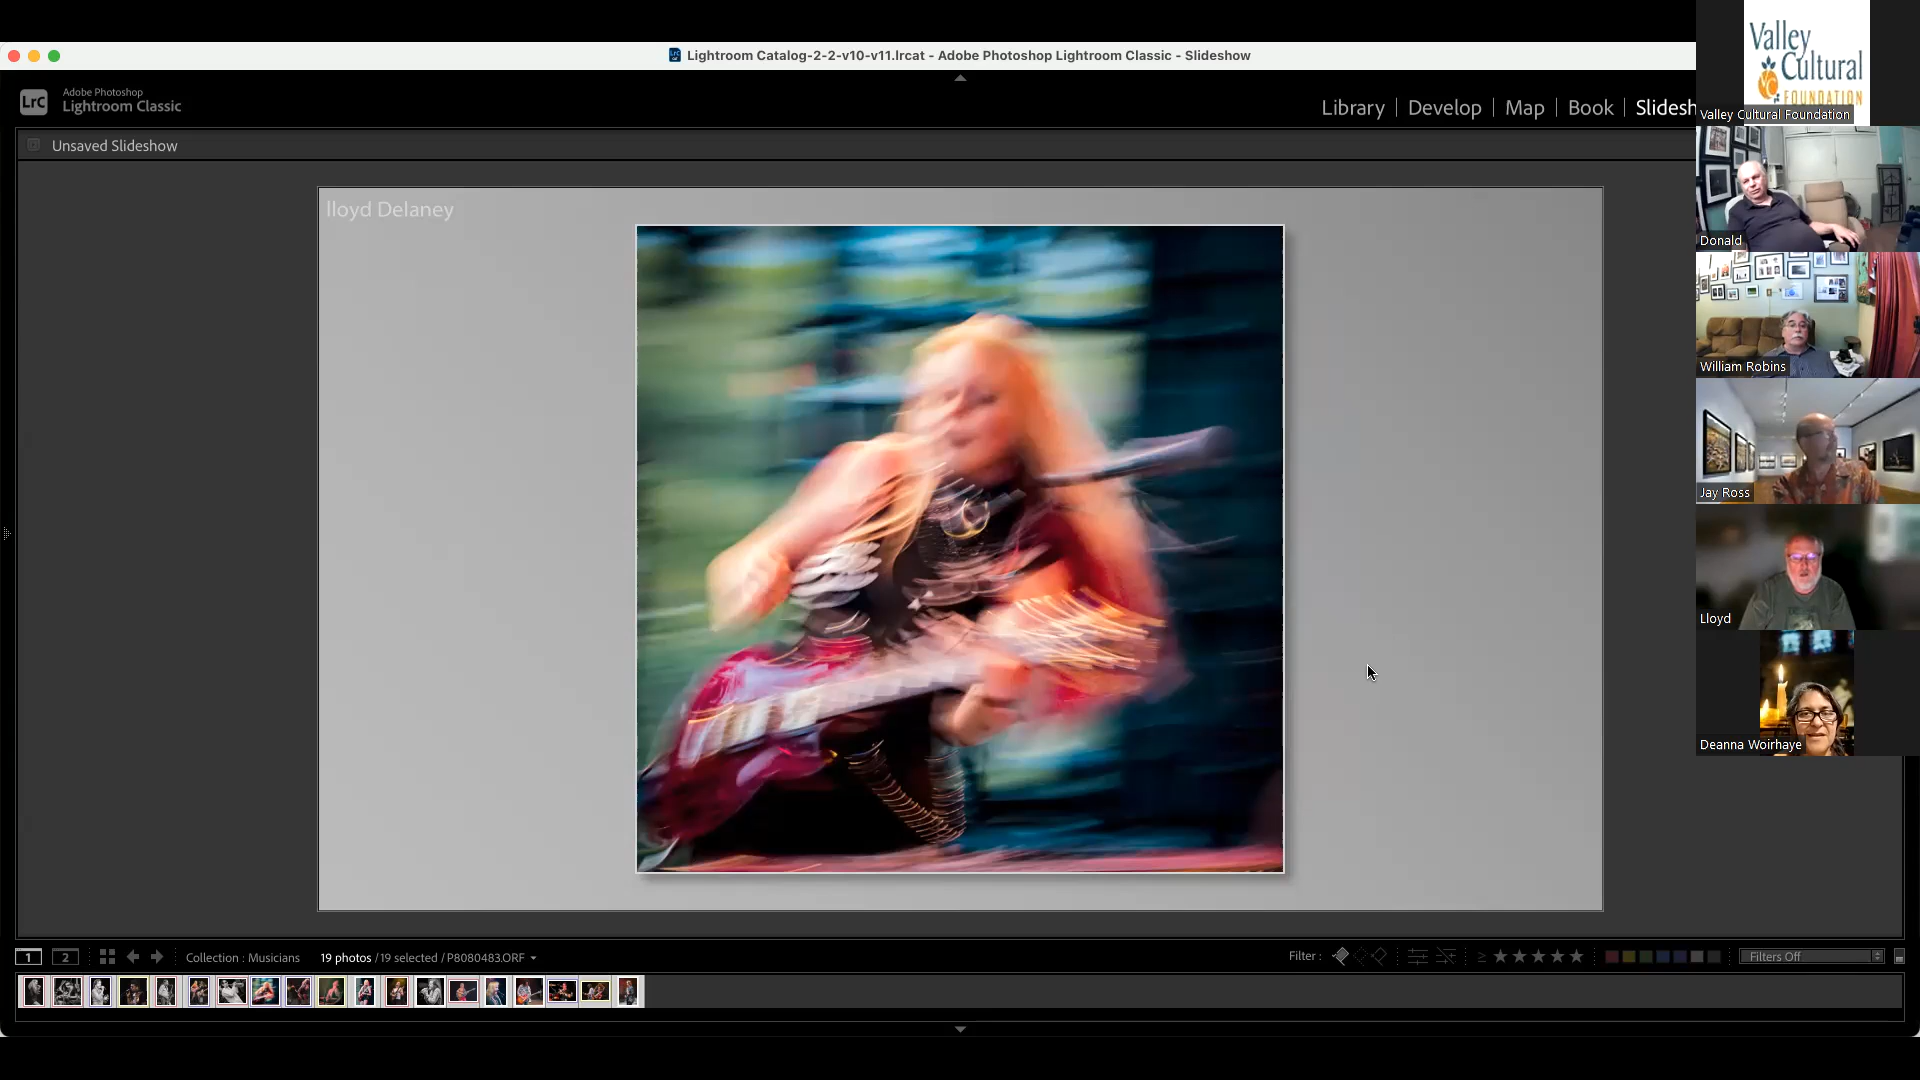 Lightroom Catalog-2-2-v10-v11.lrcat - Adobe Photoshop Lightroom Classic - Slideshow
LrC
Adobe Photoshop
Lightroom Classic
Library | Develop | Map | Book | Slidesh
Unsaved Slideshow
lloyd Delaney
Valley
Cultural
FOUNDATION
Valley Cultural Foundation
Donald
William Robins
Jay Ross
Lloyd
Deanna Woirhaye
1 2 Collection : Musicians 19 photos / 19 selected / P8080483.ORF Filter : ≥ ★★★★★ Filters Off